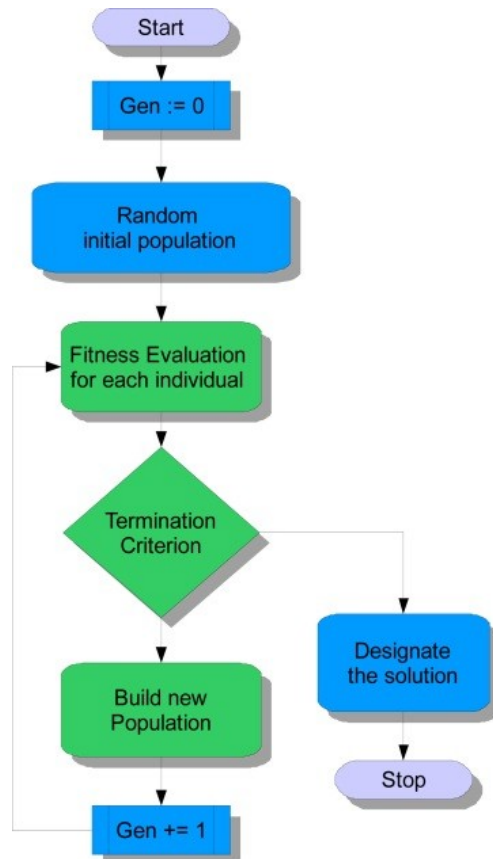 Start
Gen := 0
Random
initial population
Fitness Evaluation
for each individual
Termination
Criterion
Build new
Population
Gen += 1
Designate
the solution
Stop